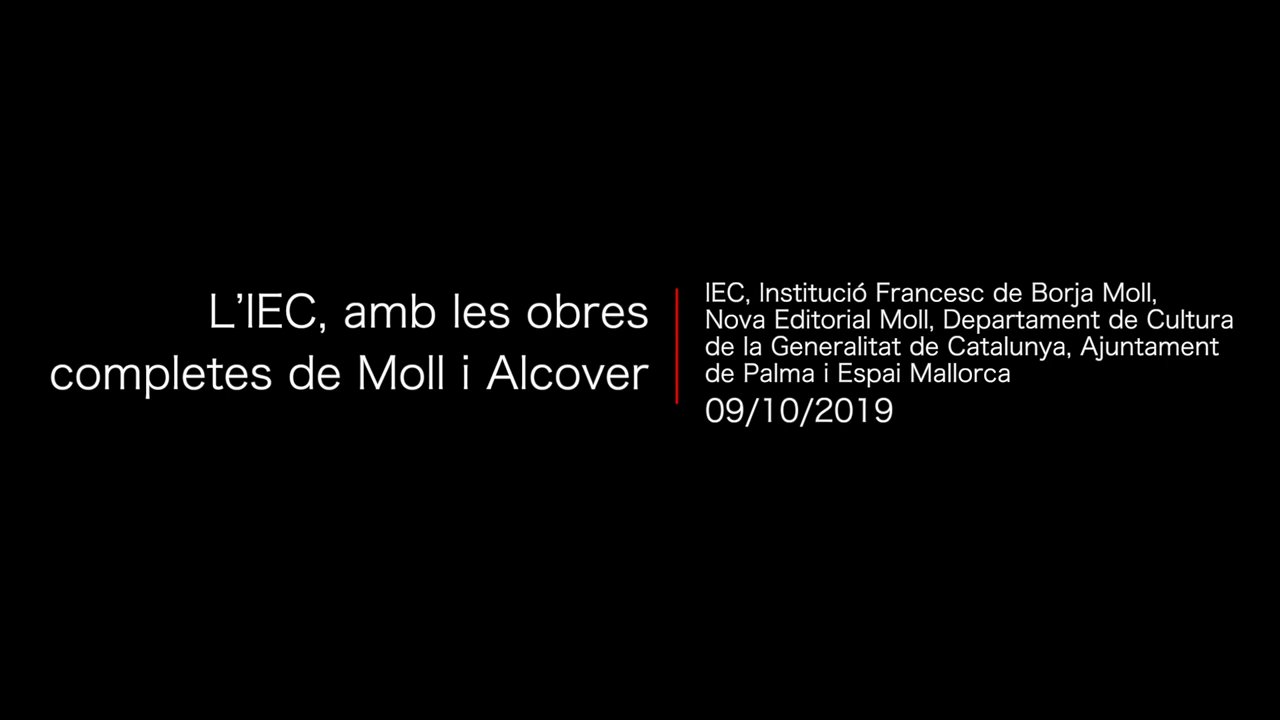 L’IEC, amb les obres
completes de Moll i Alcover
IEC, Institució Francesc de Borja Moll,
Nova Editorial Moll, Departament de Cultura
de la Generalitat de Catalunya, Ajuntament
de Palma i Espai Mallorca
09/10/2019